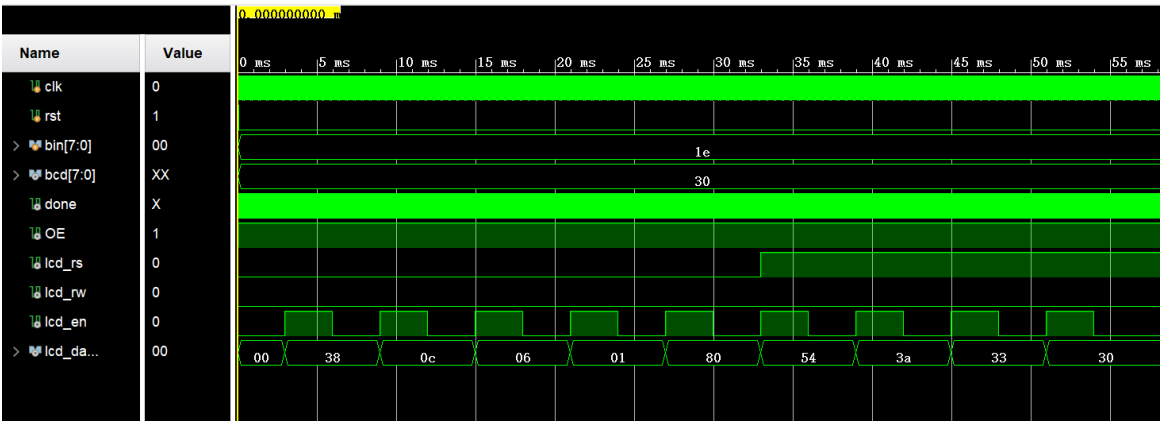 0.000000000 m
Name Value
0 ms 5 ms 10 ms 15 ms 20 ms 25 ms 30 ms 35 ms 40 ms 45 ms 50 ms 55 ms
clk 0
rst 1
bin[7:0] 00 1e
bcd[7:0] XX 30
done X
OE 1
lcd_rs 0
lcd_rw 0
lcd_en 0
lcd_da... 00 00 38 0c 06 01 80 54 3a 33 30